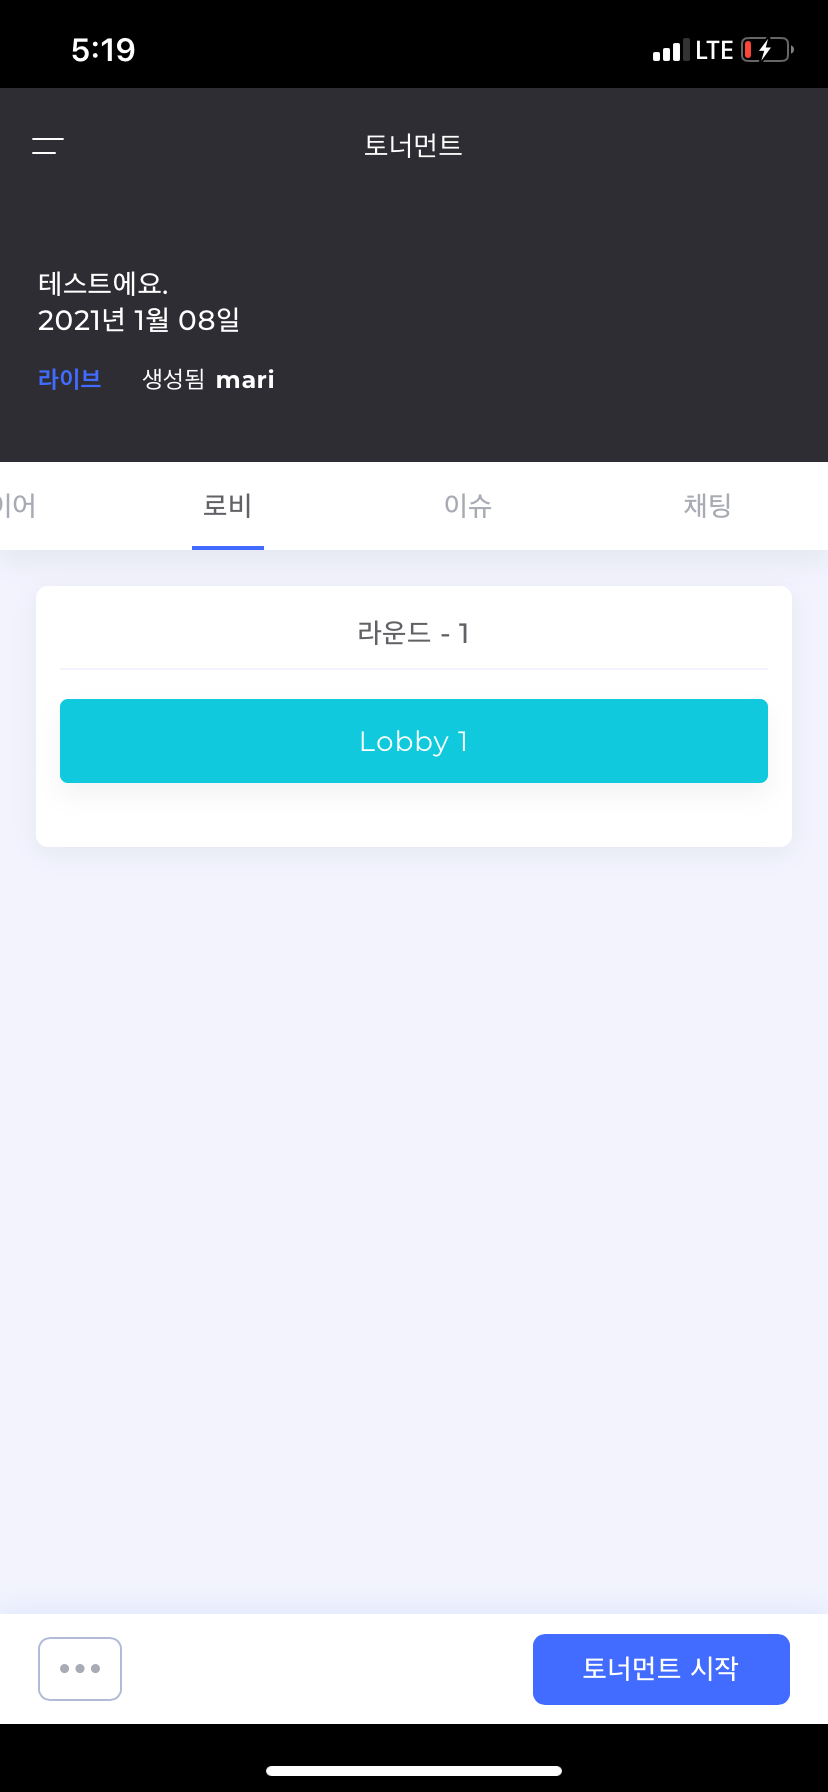 5:19
LTE
토너먼트
테스트에요.
2021년 1월 08일
라이브 생성됨 mari
이어 로비 이슈 채팅
라운드 - 1
Lobby 1
토너먼트 시작